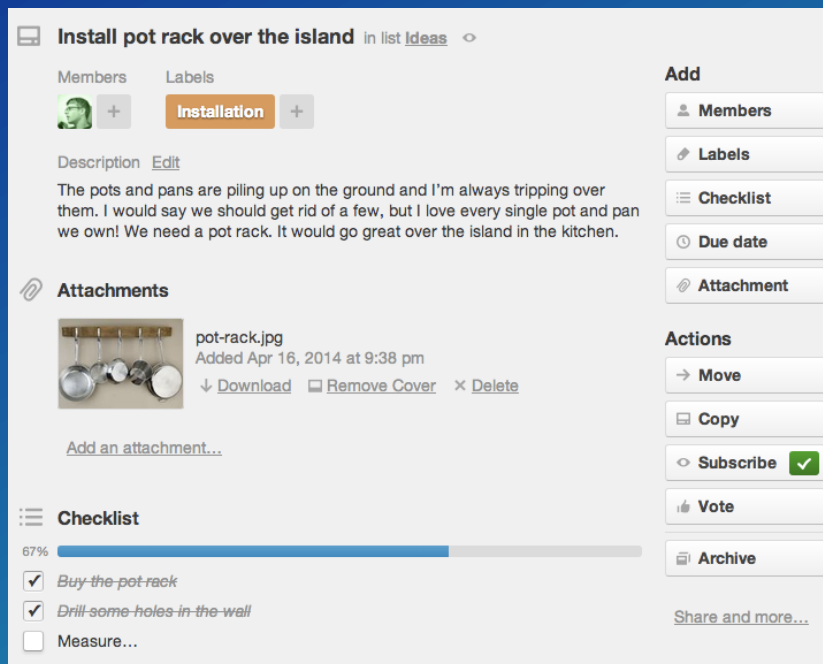 Install pot rack over the island in list Ideas
Members Labels
+ Installation +
Description Edit
The pots and pans are piling up on the ground and I'm always tripping over
them. I would say we should get rid of a few, but I love every single pot and pan
we own! We need a pot rack. It would go great over the island in the kitchen.
Attachments
pot-rack.jpg
Added Apr 16, 2014 at 9:38 pm
Download Remove Cover Delete
Add an attachment…
Checklist
67%
Buy the pot rack
Drill some holes in the wall
Measure…
Add
Members
Labels
Checklist
Due date
Attachment
Actions
Move
Copy
Subscribe
Vote
Archive
Share and more…